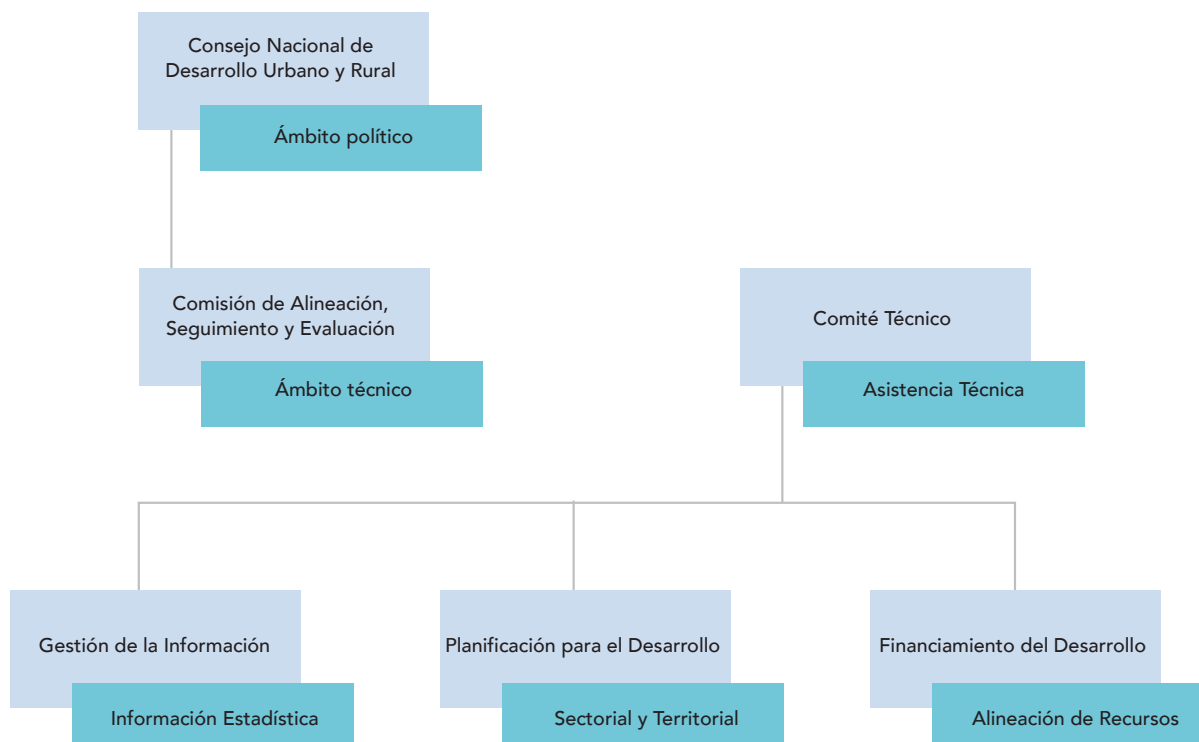 Consejo Nacional de
Desarrollo Urbano y Rural
Ámbito político
Comisión de Alineación,
Seguimiento y Evaluación
Ámbito técnico
Comité Técnico
Asistencia Técnica
Gestión de la Información
Información Estadística
Planificación para el Desarrollo
Sectorial y Territorial
Financiamiento del Desarrollo
Alineación de Recursos